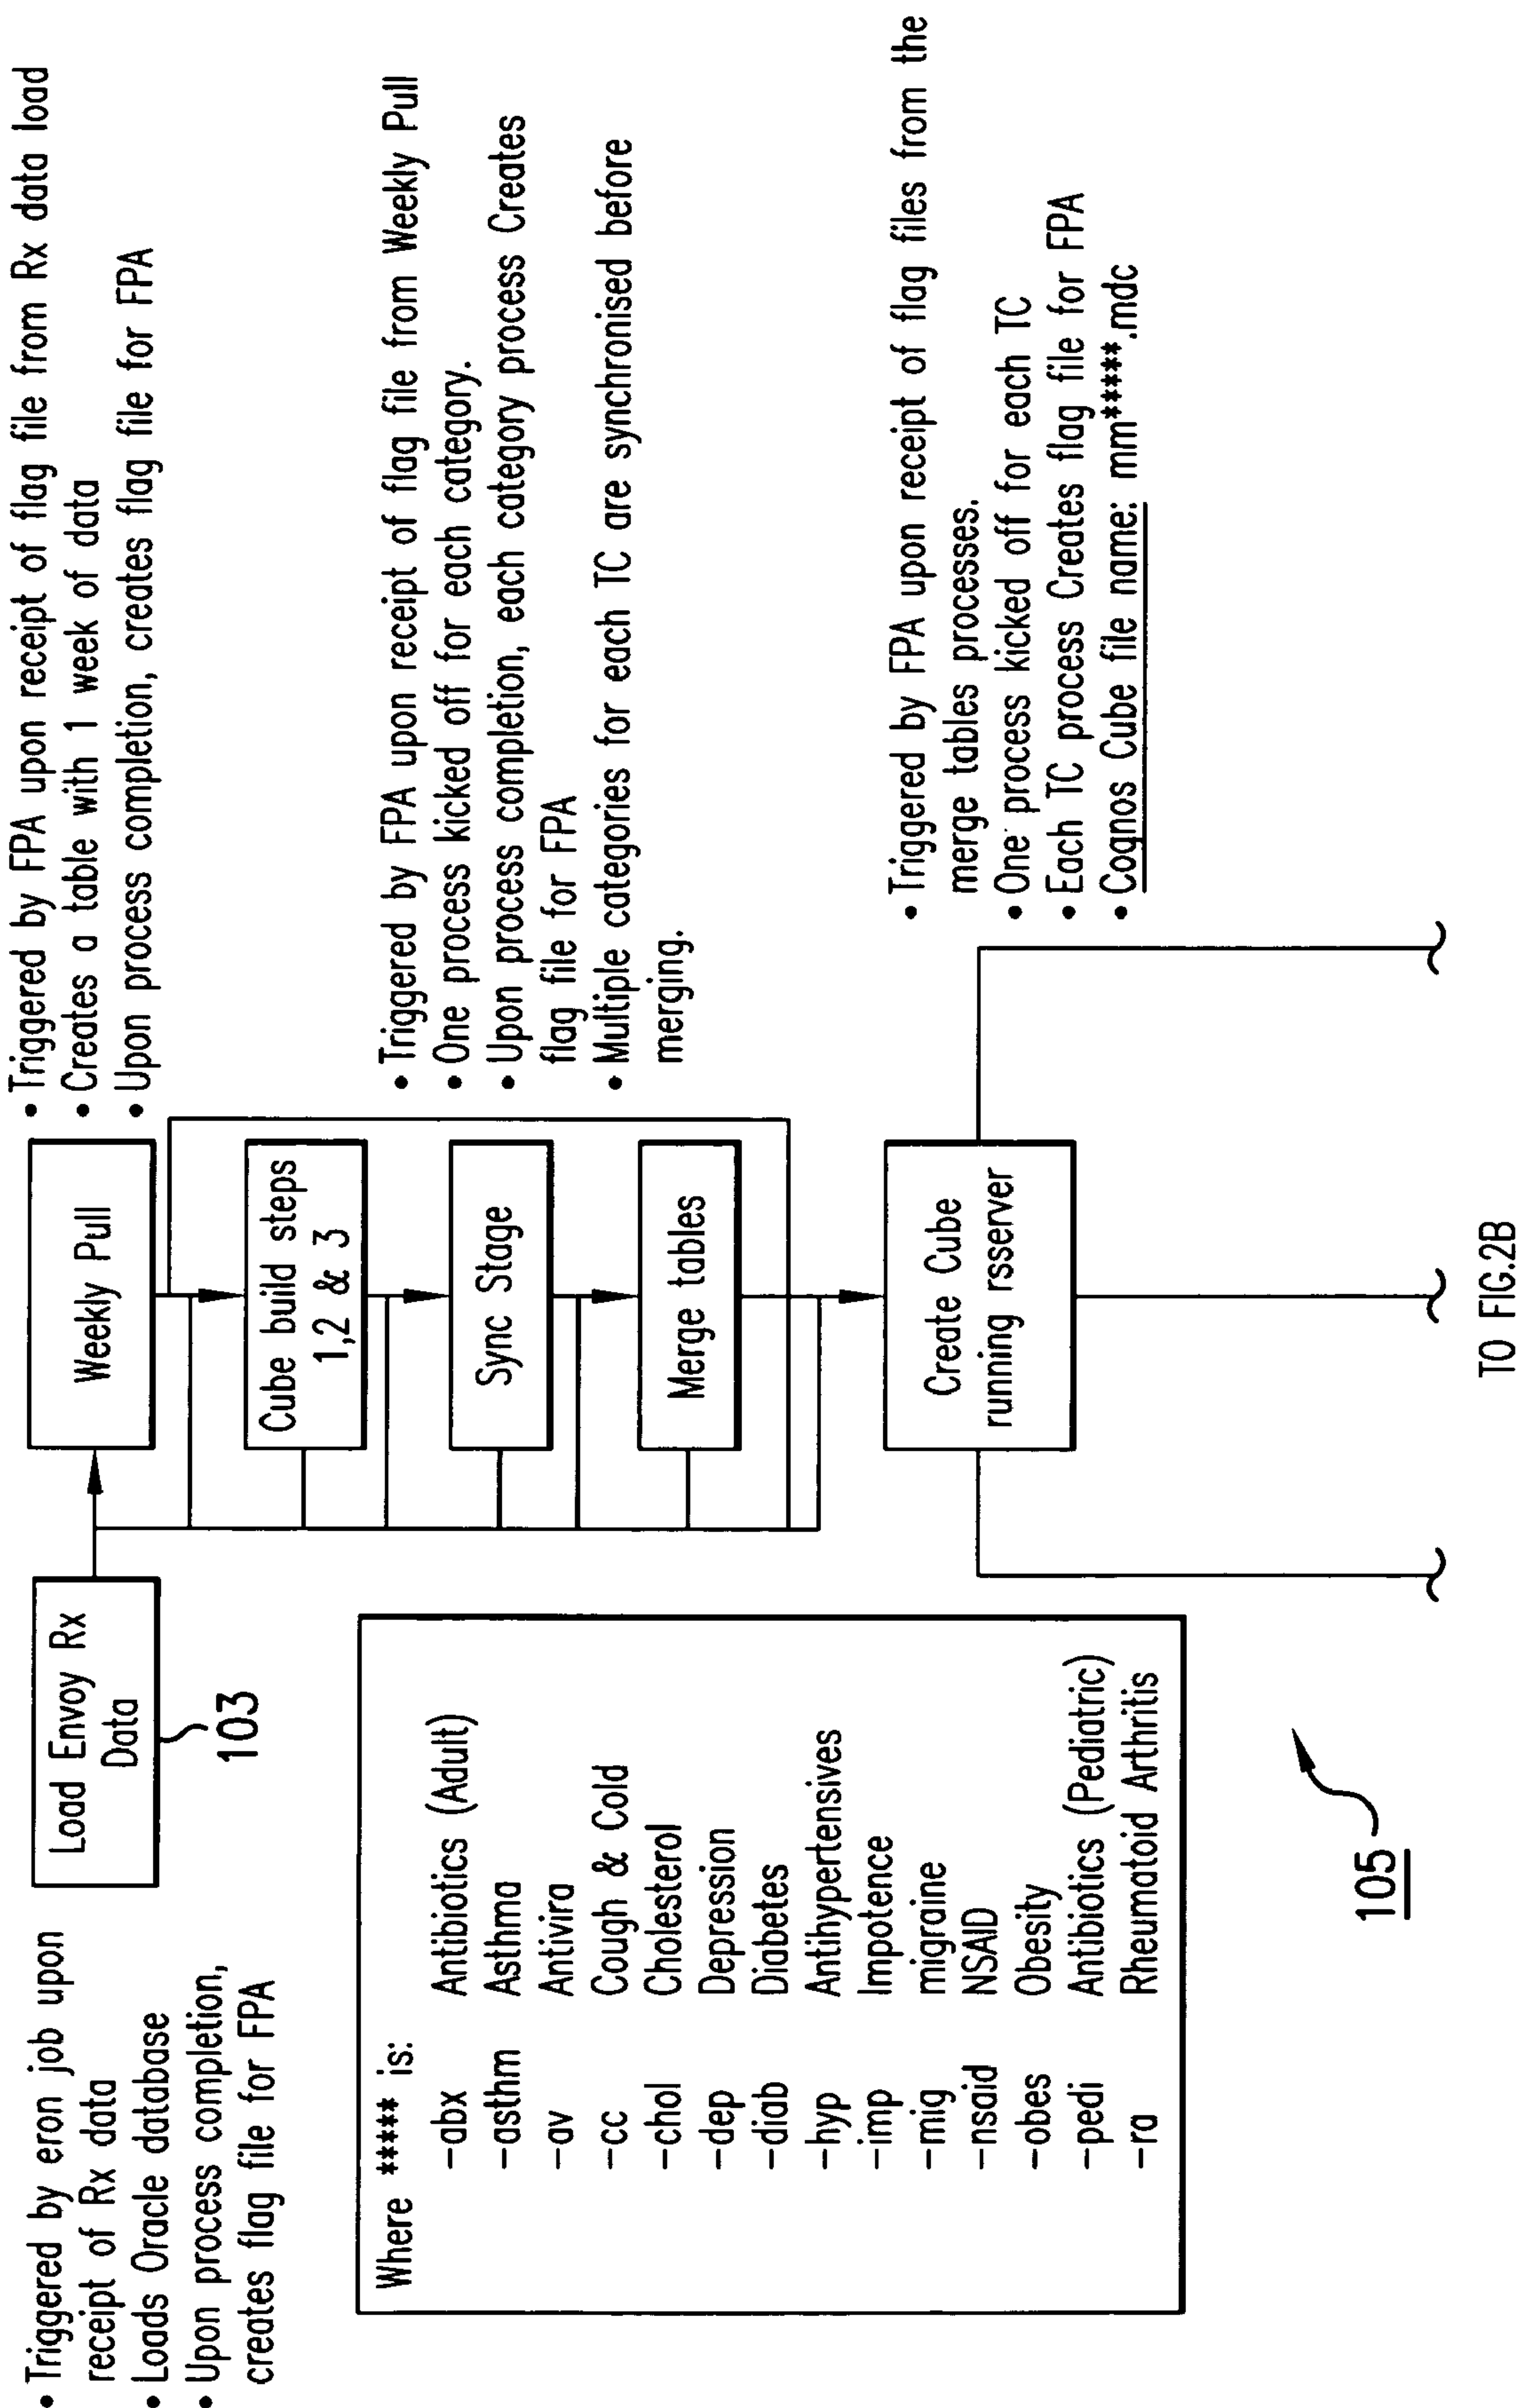 • Triggered by eron job upon
receipt of Rx data
• Loads Oracle database
• Upon process completion,
creates flag file for FPA
Load Envoy Rx
Data
103
Weekly Pull
• Triggered by FPA upon receipt of flag file from Rx data load
• Creates a table with 1 week of data
• Upon process completion, creates flag file for FPA
Cube build steps
1,2 & 3
Sync Stage
Merge tables
• Triggered by FPA upon receipt of flag file from Weekly Pull
• One process kicked off for each category.
• Upon process completion, each category process Creates
flag file for FPA
• Multiple categories for each TC are synchronised before
merging.
Where ***** is:
–abx Antibiotics (Adult)
–asthm Asthma
–av Antivira
–cc Cough & Cold
–chol Cholesterol
–dep Depression
–diab Diabetes
–hyp Antihypertensives
–imp Impotence
–mig migraine
–nsaid NSAID
–obes Obesity
–pedi Antibiotics (Pediatric)
–ra Rheumatoid Arthritis
Create Cube
running rsserver
• Triggered by FPA upon receipt of flag files from the
merge tables processes.
• One process kicked off for each TC
• Each TC process Creates flag file for FPA
• Cognos Cube file name: mm*****.mdc
105
TO FIG.2B